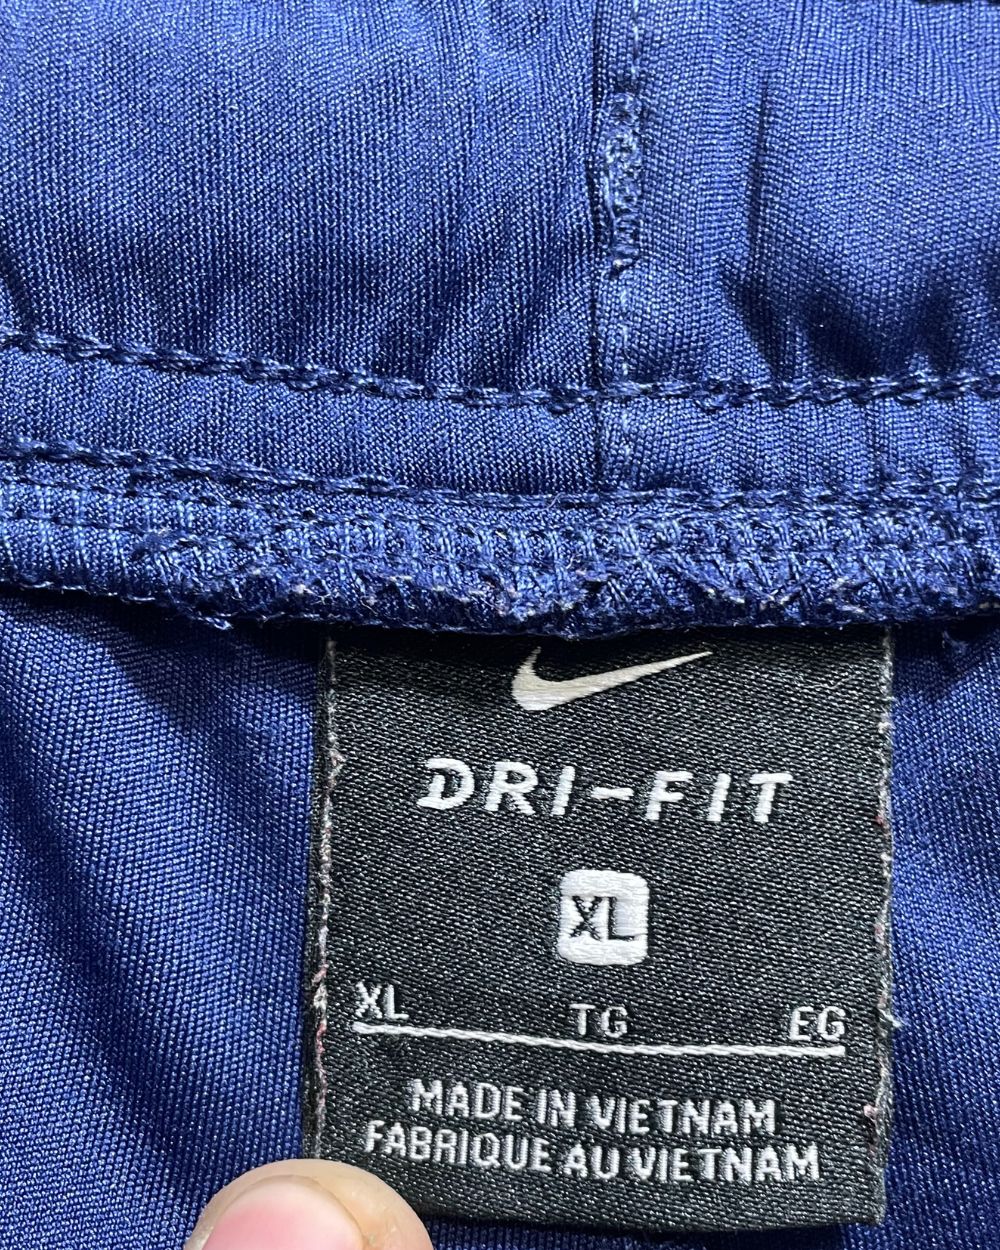 DRI-FIT
XL
XL TG EG
MADE IN VIETNAM
FABRIQUE AU VIETNAM